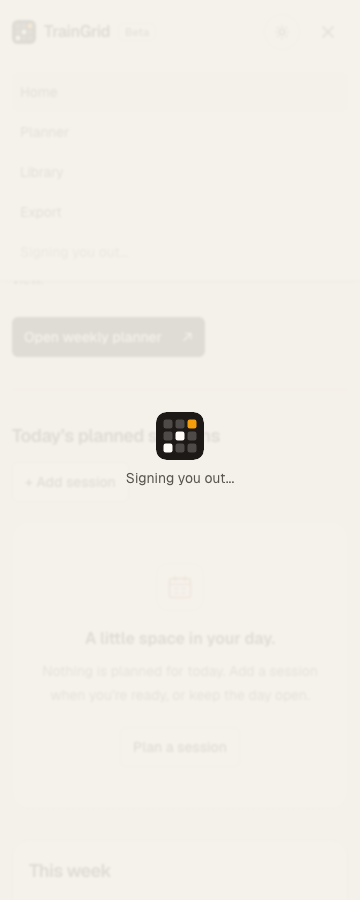 TrainGrid Beta
Home
Planner
Library
Export
Signing you out...
Open weekly planner
Today's planned
+ Add session
Signing you out...
A little space in your day.
Nothing is planned for today. Add a session
when you're ready, or keep the day open.
Plan a session
This week